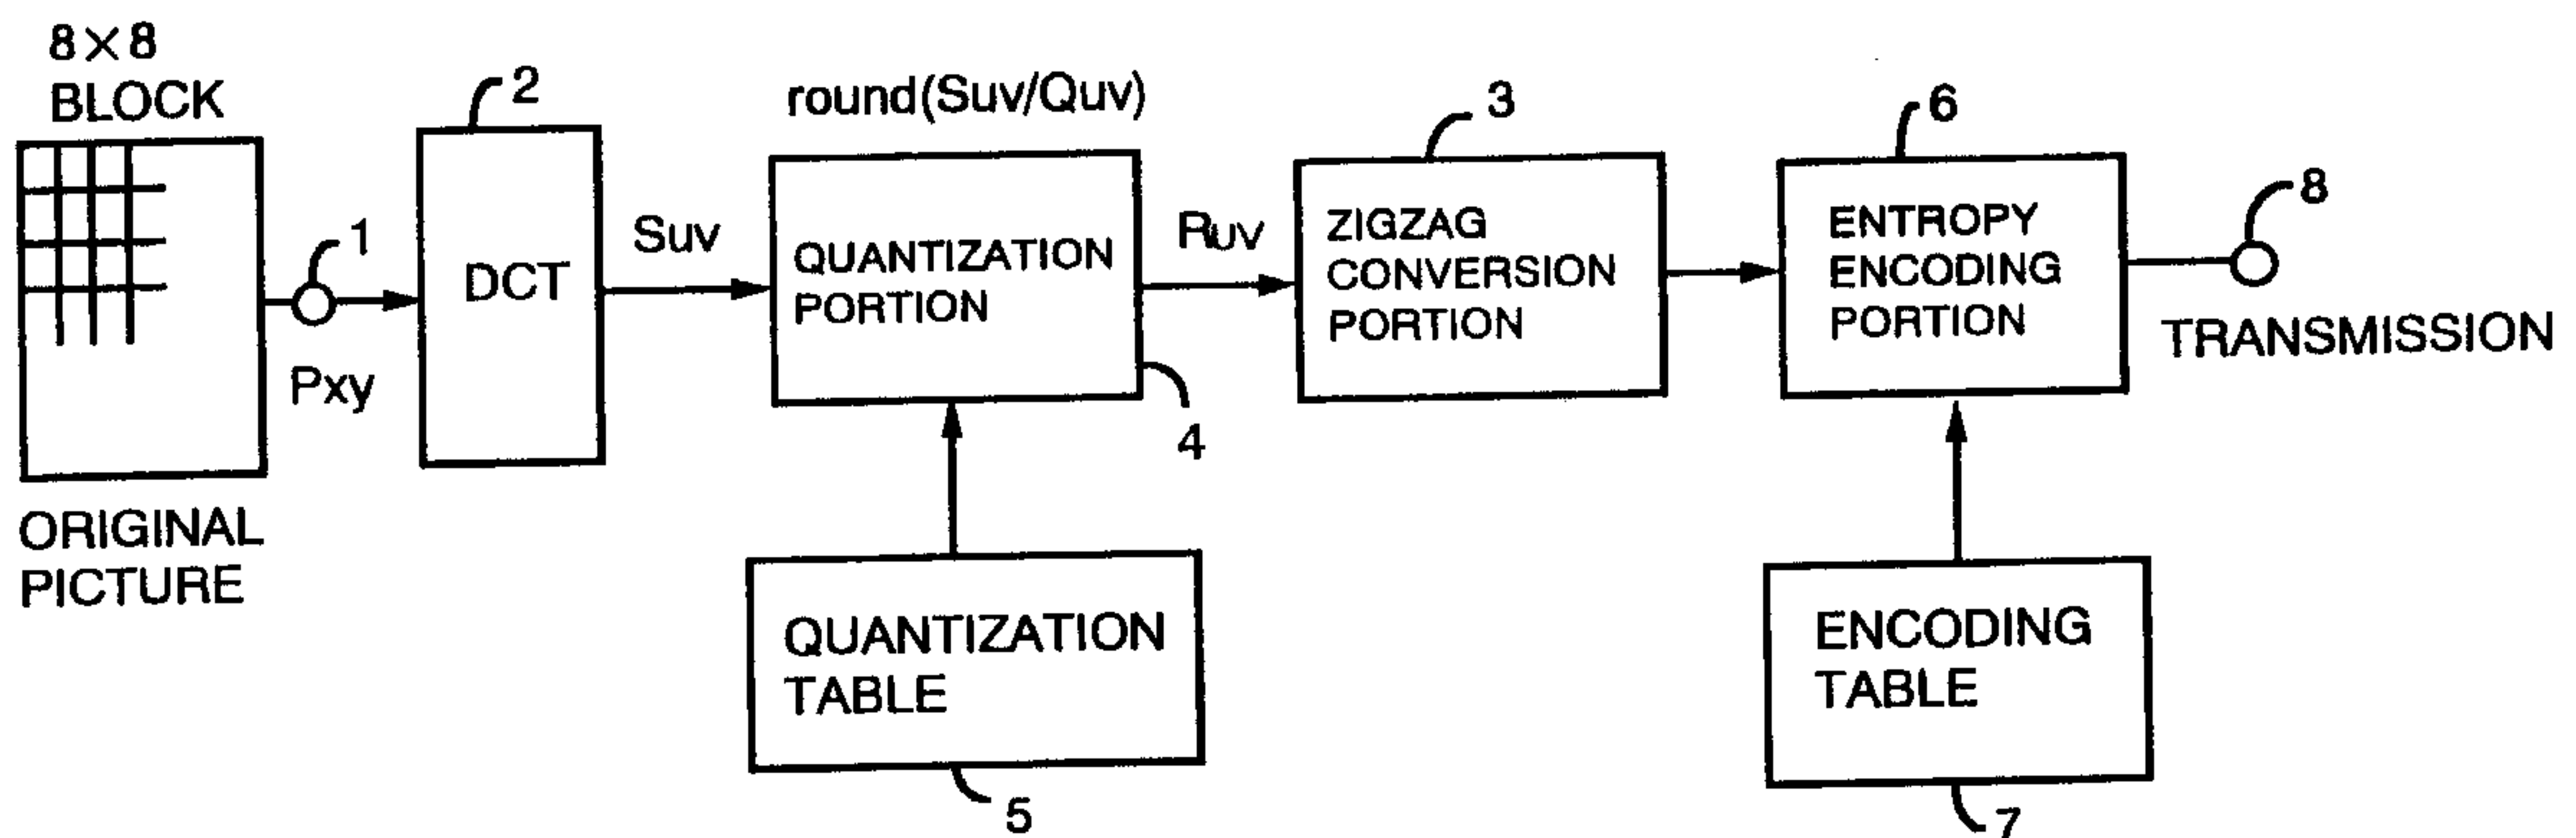 8×8
BLOCK
1
Pxy
ORIGINAL
PICTURE
2
DCT
Suv
round(Suv/Quv)
QUANTIZATION
PORTION
4
QUANTIZATION
TABLE
5
Ruv
3
ZIGZAG
CONVERSION
PORTION
6
ENTROPY
ENCODING
PORTION
ENCODING
TABLE
7
8
TRANSMISSION